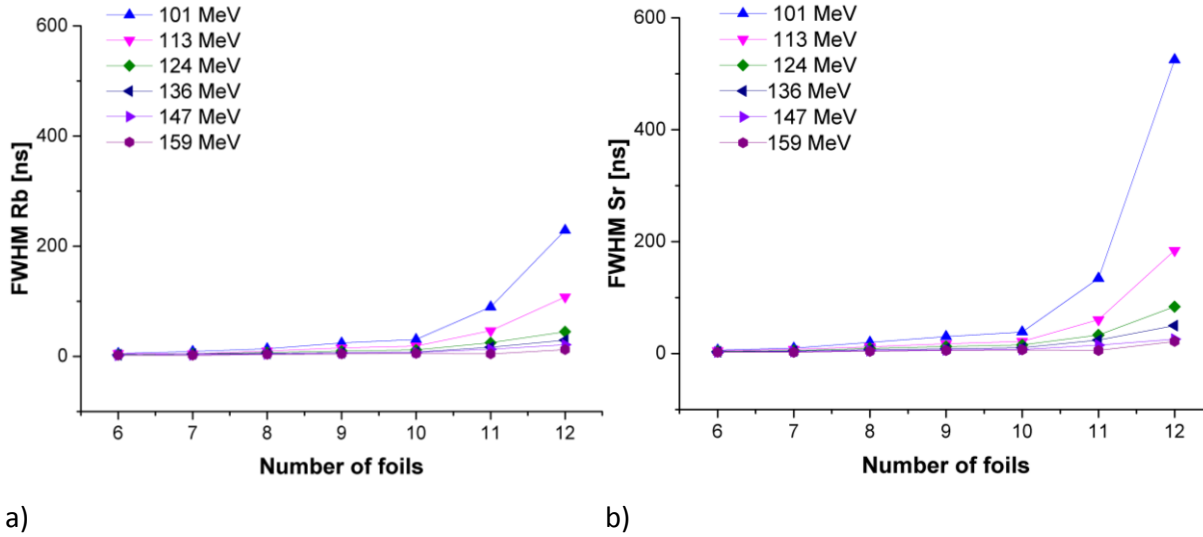 600
400
200
0
FWHM Rb [ns]
101 MeV
113 MeV
124 MeV
136 MeV
147 MeV
159 MeV
6 7 8 9 10 11 12
Number of foils
a)
600
400
200
0
FWHM Sr [ns]
101 MeV
113 MeV
124 MeV
136 MeV
147 MeV
159 MeV
6 7 8 9 10 11 12
Number of foils
b)